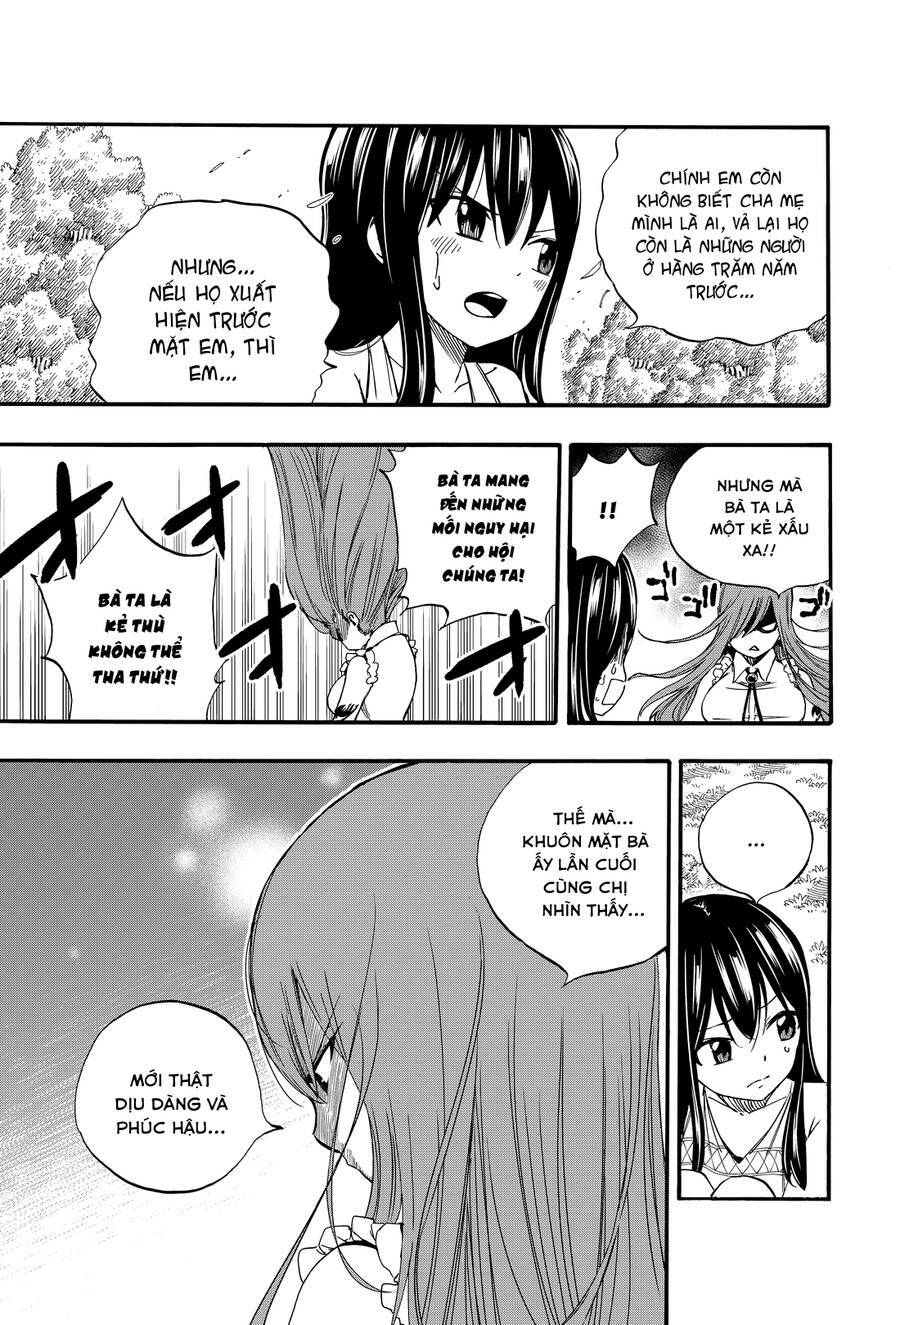 CHÍNH EM CÒN
KHÔNG BIẾT CHA MẸ
MÌNH LÀ AI, VẢ LẠI HỌ
CÒN LÀ NHỮNG NGƯỜI
Ở HÀNG TRĂM NĂM
TRƯỚC...
NHƯNG...
NẾU HỌ XUẤT
HIỆN TRƯỚC
MẶT EM, THÌ
EM...
NHƯNG MÀ
BÀ TA LÀ
MỘT KẺ XẤU
XA!!
!!
ゴゴ
ゴゴ
BÀ TA MANG
ĐẾN NHỮNG
MỐI NGUY HẠI
CHO HỘI
CHÚNG TA!
BÀ TA LÀ
KẺ THÙ
KHÔNG THỂ
THA THỨ!!
...
THẾ MÀ...
KHUÔN MẶT BÀ
ẤY LẦN CUỐI
CÙNG CHỊ
NHÌN THẤY...
MỚI THẬT
DỊU DÀNG VÀ
PHÚC HẬU...